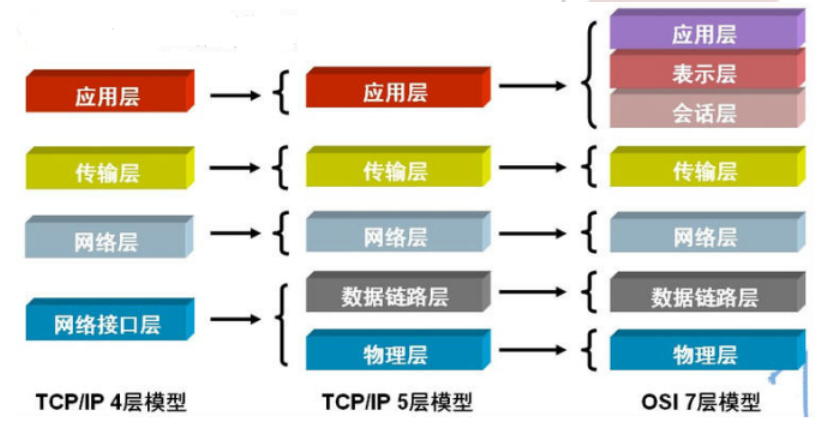 应用层
传输层
网络层
网络接口层
TCP/IP 4层模型
应用层
传输层
网络层
数据链路层
物理层
TCP/IP 5层模型
应用层
表示层
会话层
传输层
网络层
数据链路层
物理层
OSI 7层模型